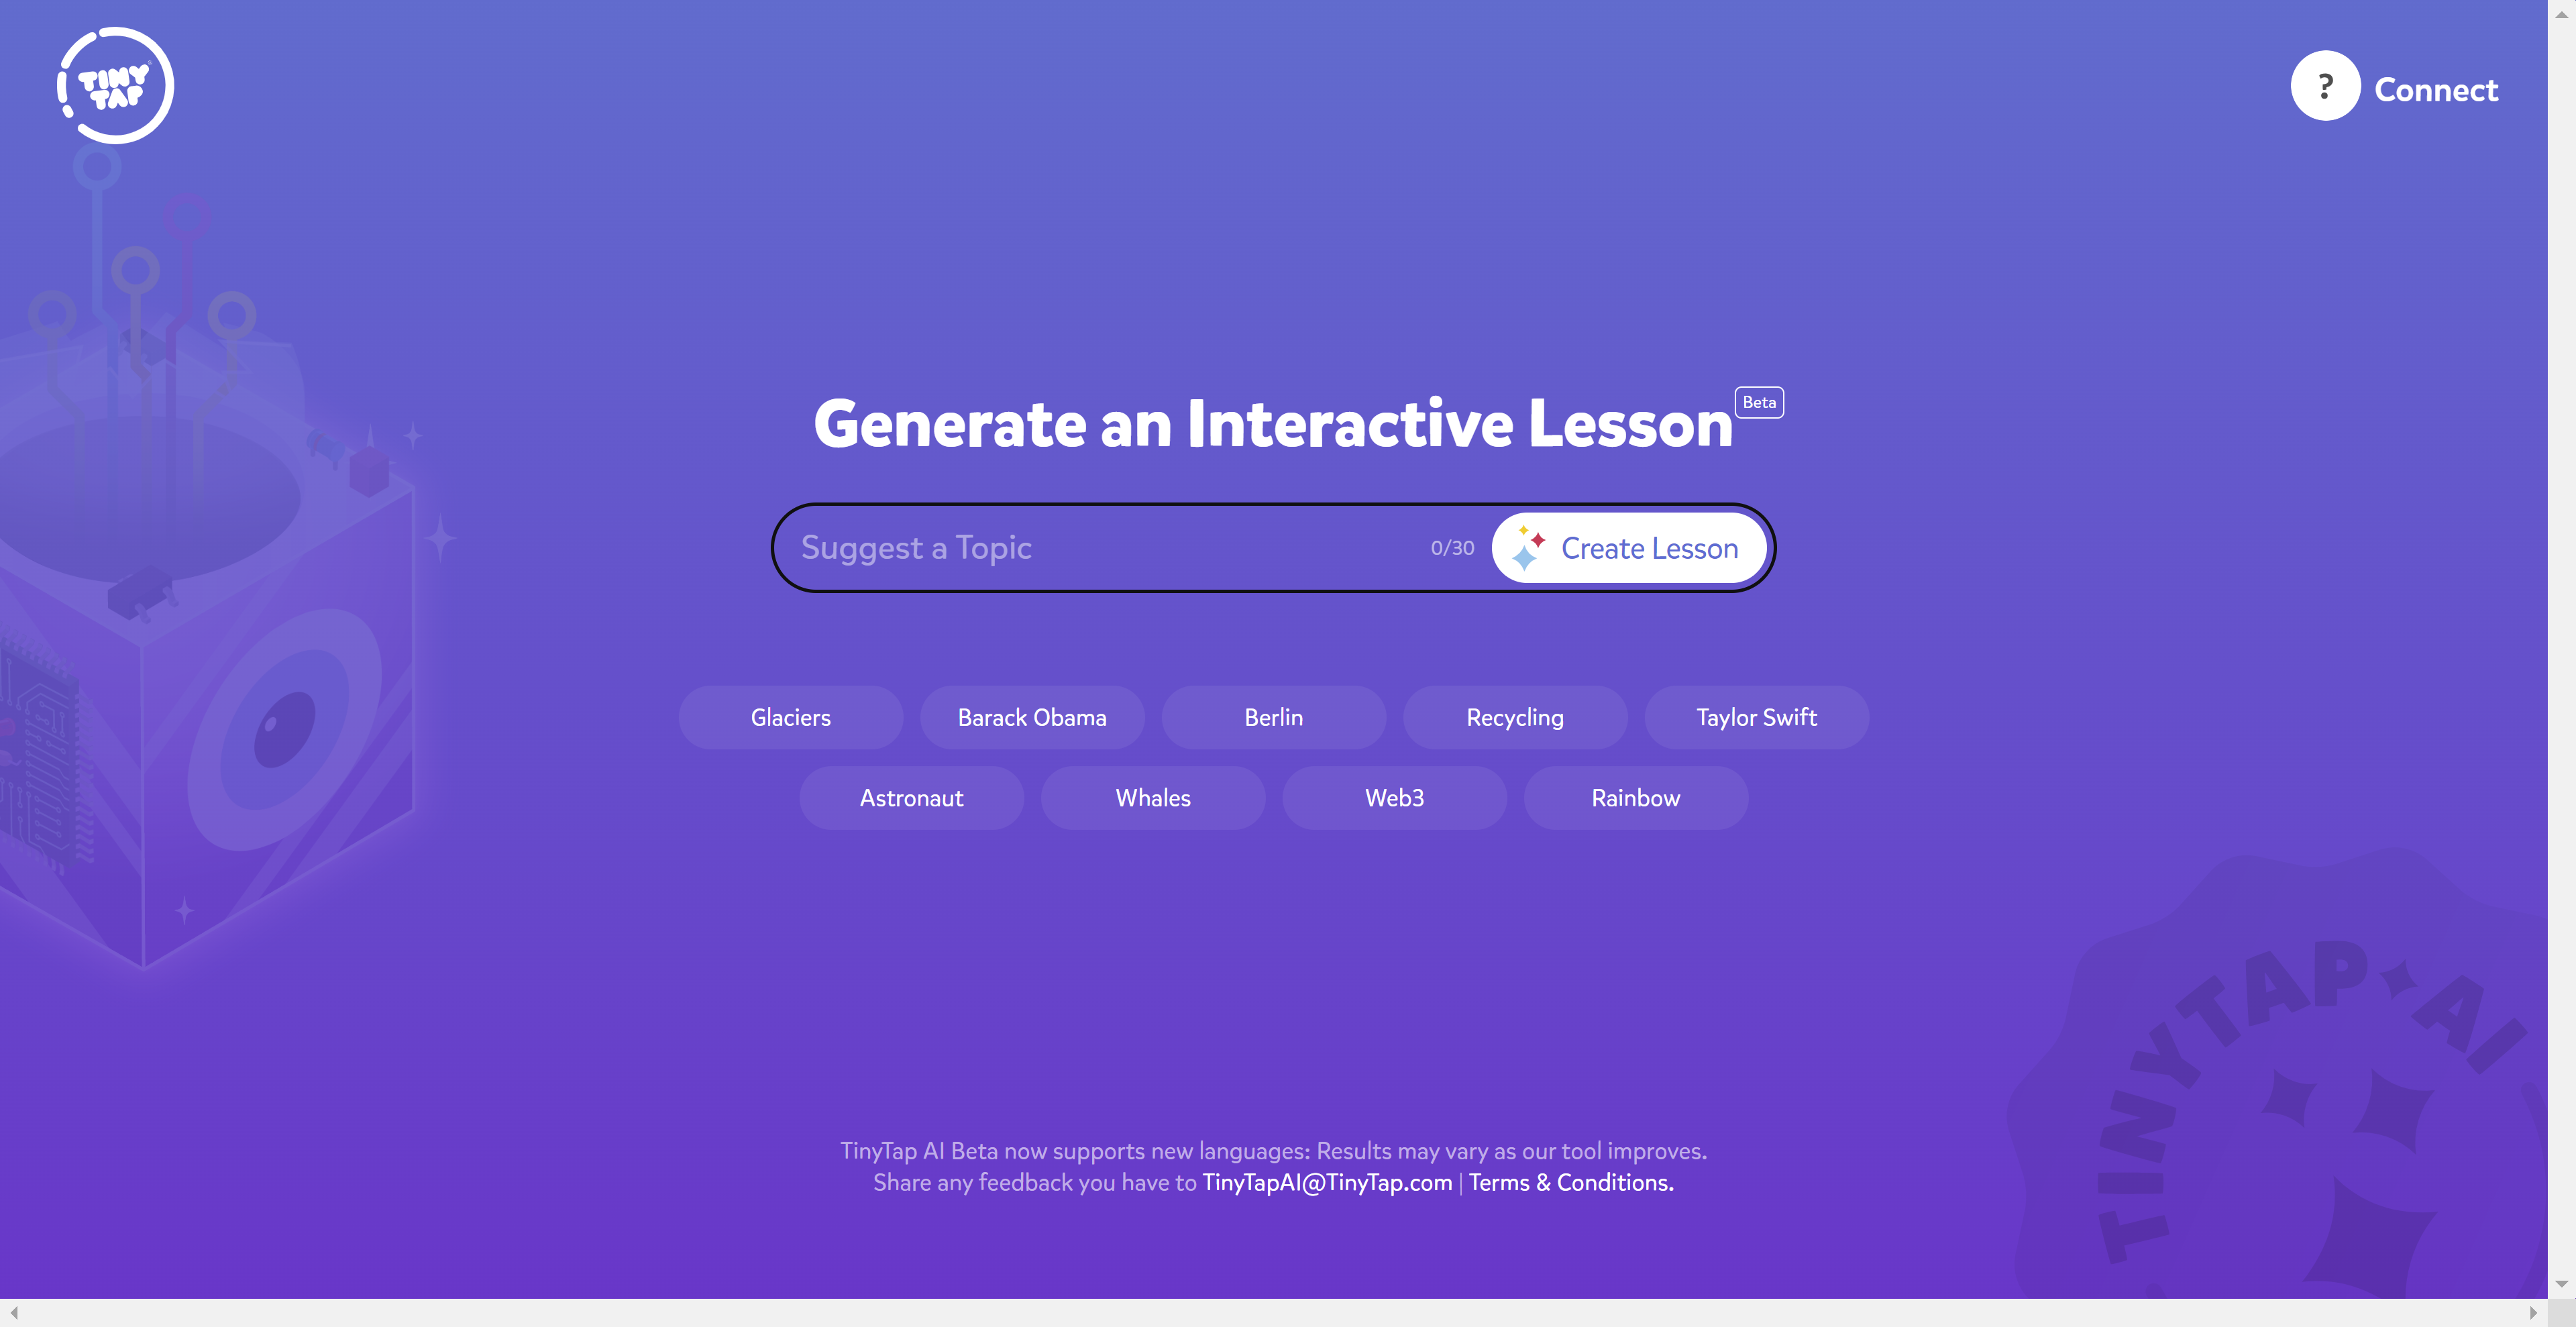 TINY
TAP
? Connect
Generate an Interactive Lesson Beta
Suggest a Topic 0/30 Create Lesson
Glaciers Barack Obama Berlin Recycling Taylor Swift
Astronaut Whales Web3 Rainbow
TinyTap AI Beta now supports new languages: Results may vary as our tool improves.
Share any feedback you have to TinyTapAI@TinyTap.com | Terms & Conditions.
TINYTAP AI